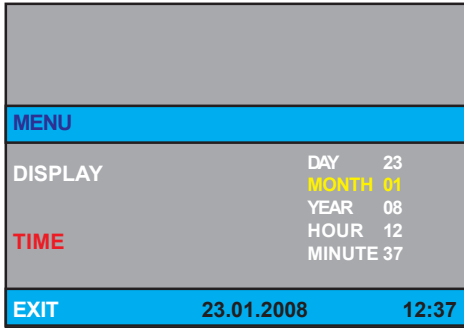 MENU
DISPLAY
TIME
DAY 23
MONTH 01
YEAR 08
HOUR 12
MINUTE 37
EXIT 23.01.2008 12:37